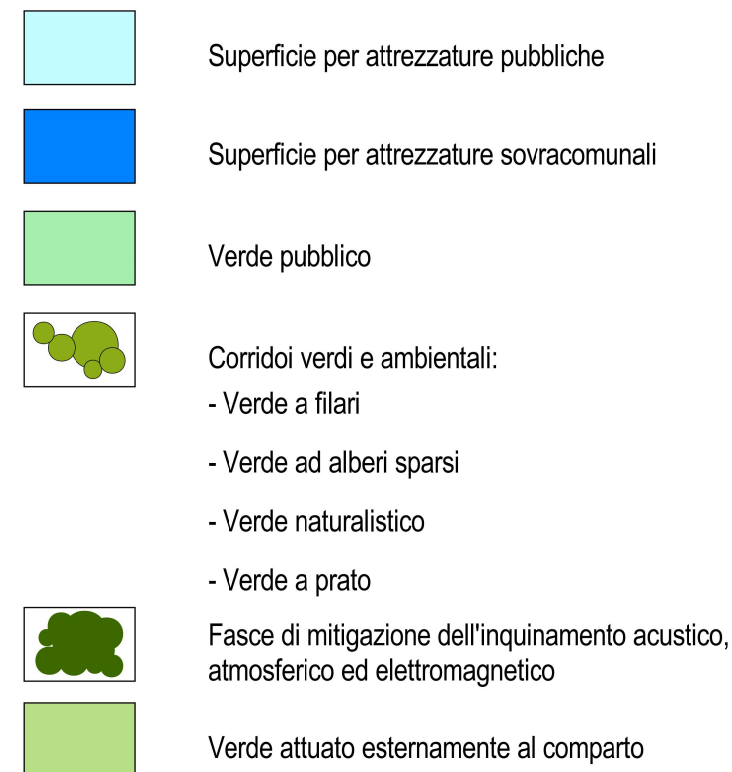 Superficie per attrezzature pubbliche
Superficie per attrezzature sovracomunali
Verde pubblico
Corridoi verdi e ambientali:
- Verde a filari
- Verde ad alberi sparsi
- Verde naturalistico
- Verde a prato
Fasce di mitigazione dell'inquinamento acustico,
atmosferico ed elettromagnetico
Verde attuato esternamente al comparto